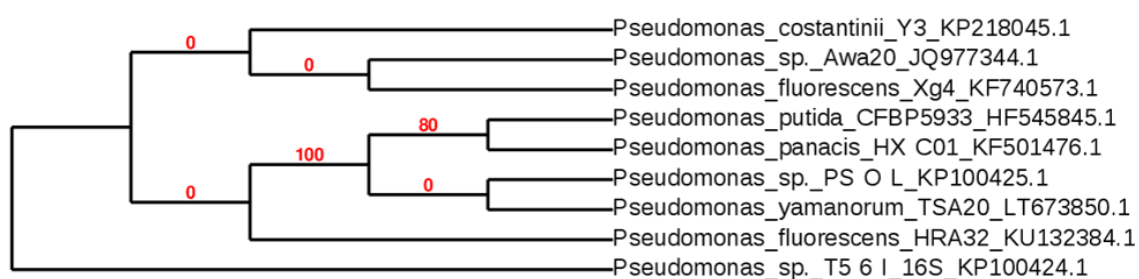 Pseudomonas_costantinii_Y3_KP218045.1
0
Pseudomonas_sp._Awa20_JQ977344.1
0
Pseudomonas_fluorescens_Xg4_KF740573.1
Pseudomonas_putida_CFBP5933_HF545845.1
80
Pseudomonas_panacis_HX C01_KF501476.1
100
Pseudomonas_sp._PS O L_KP100425.1
0
0
Pseudomonas_yamanorum_TSA20_LT673850.1
Pseudomonas_fluorescens_HRA32_KU132384.1
Pseudomonas_sp._T5 6 I_16S_KP100424.1